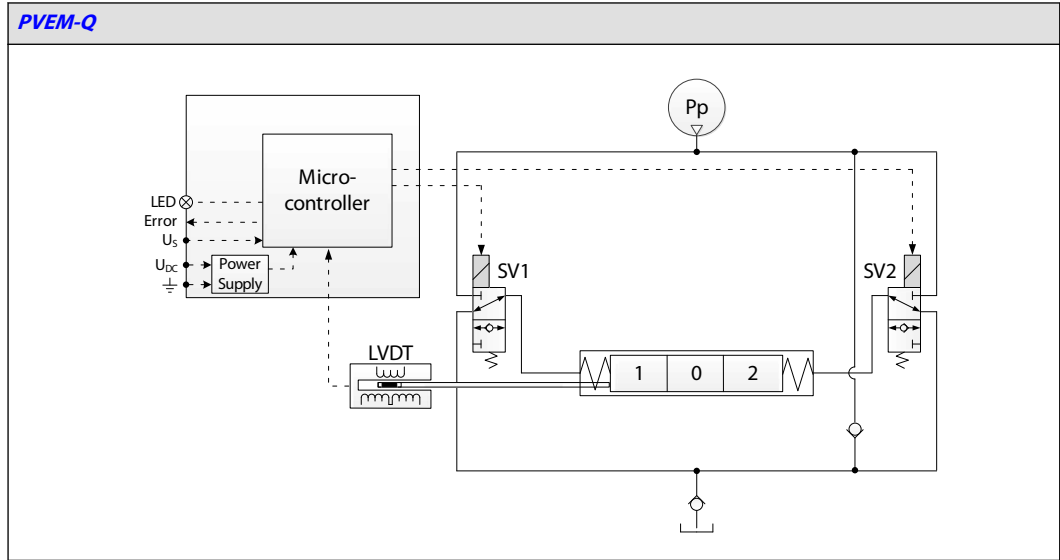 PVEM-Q
Pp
Micro-
controller
LED
Error
US
UDC
Power
Supply
SV1
SV2
LVDT
1 0 2